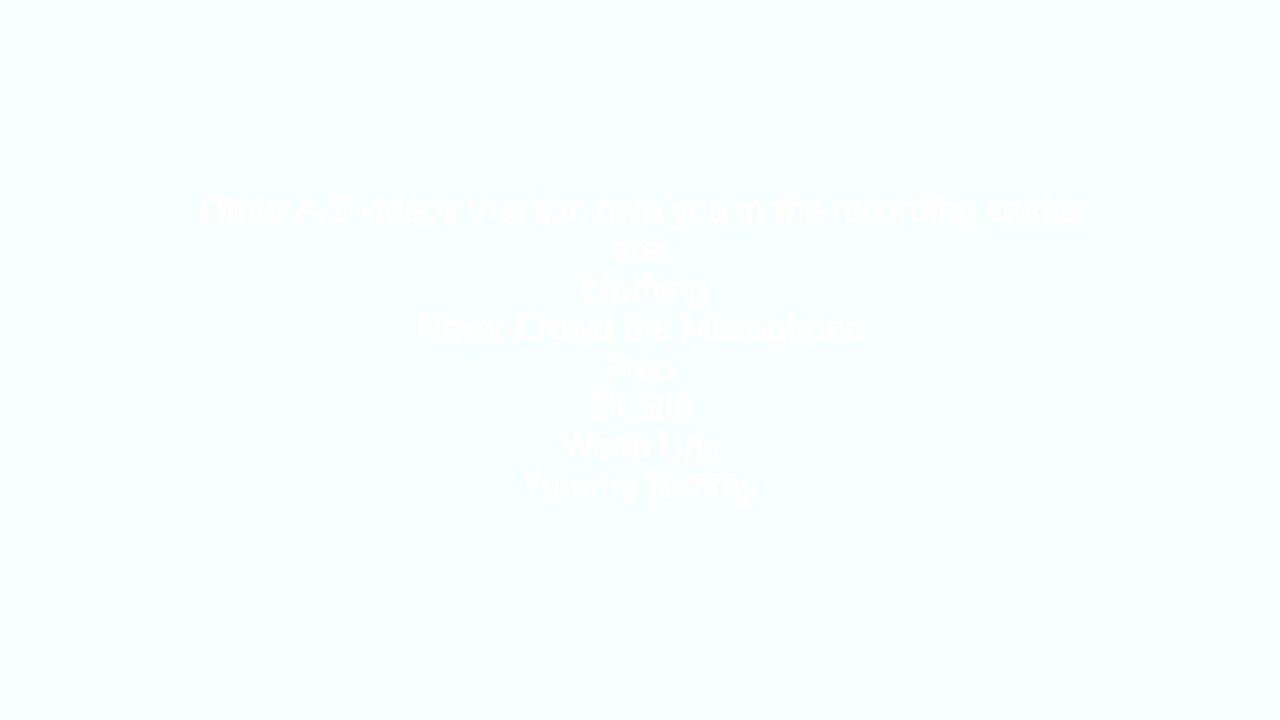 Other A-Z videos that can help you in the recording studio
are:
Clothing
Never Crowd the Microphone
Prep
Sit Still
Warm Ups
Yummy Tummy